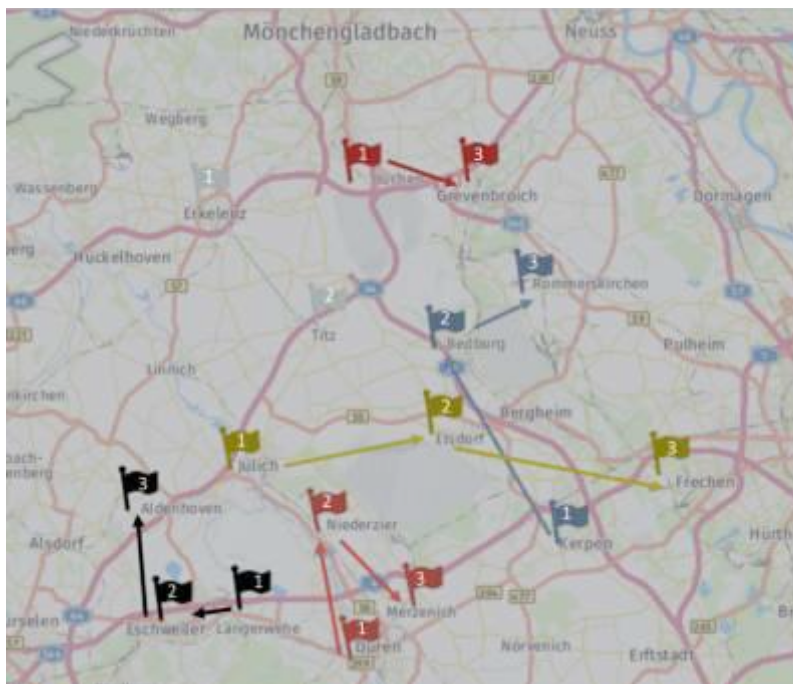 Mönchengladbach
Neuss
Niederkrüchten
Wegberg
1
3
1
Wassenberg
Dormagen
Grevenbroich
Erkelenz
Hückelhoven
3
Rommerskirchen
2
2
Titz
Bedburg
Pulheim
Linnich
2
Bergheim
1
Elsdorf
3
Jülich
Frechen
3
Aldenhoven
2
Niederzier
1
Kerpen
Hürth
Alsdorf
3
1
2
Merzenich
Eschweiler
Langerwehe
1
Düren
Nörvenich
Erftstadt